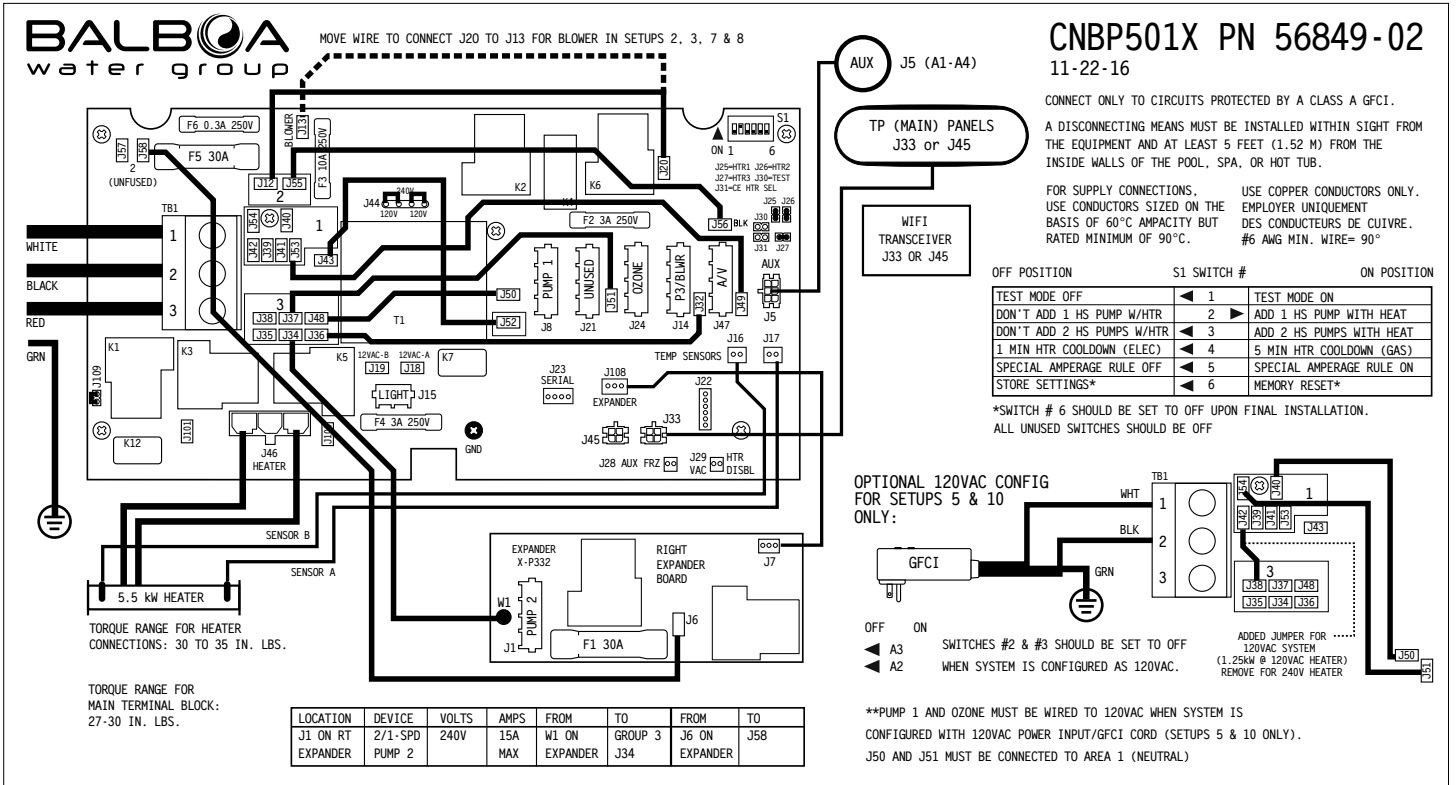 BALBOA
water group
MOVE WIRE TO CONNECT J20 TO J13 FOR BLOWER IN SETUPS 2, 3, 7 & 8
AUX
J5 (A1-A4)
CNBP501X PN 56849-02
11-22-16
CONNECT ONLY TO CIRCUITS PROTECTED BY A CLASS A GFCI.
A DISCONNECTING MEANS MUST BE INSTALLED WITHIN SIGHT FROM
THE EQUIPMENT AND AT LEAST 5 FEET (1.52 M) FROM THE
INSIDE WALLS OF THE POOL, SPA, OR HOT TUB.
FOR SUPPLY CONNECTIONS,
USE CONDUCTORS SIZED ON THE
BASIS OF 60°C AMPACITY BUT
RATED MINIMUM OF 90°C.
USE COPPER CONDUCTORS ONLY.
EMPLOYER UNIQUEMENT
DES CONDUCTEURS DE CUIVRE.
#6 AWG MIN. WIRE= 90°
TP (MAIN) PANELS
J33 or J45
WIFI
TRANSCEIVER
J33 OR J45
OFF POSITION S1 SWITCH # ON POSITION
TEST MODE OFF 1 TEST MODE ON
DON'T ADD 1 HS PUMP W/HTR 2 ADD 1 HS PUMP WITH HEAT
DON'T ADD 2 HS PUMPS W/HTR 3 ADD 2 HS PUMPS WITH HEAT
1 MIN HTR COOLDOWN (ELEC) 4 5 MIN HTR COOLDOWN (GAS)
SPECIAL AMPERAGE RULE OFF 5 SPECIAL AMPERAGE RULE ON
STORE SETTINGS* 6 MEMORY RESET*
*SWITCH # 6 SHOULD BE SET TO OFF UPON FINAL INSTALLATION.
ALL UNUSED SWITCHES SHOULD BE OFF
F6 0.3A 250V
F5 30A
J57
J58
2
(UNFUSED)
BLOWER
J13
F3 10A 250V
J12
J55
2
K2
K4
K6
J20
S1
ON 1 6
J25=HTR1 J26=HTR2
J27=HTR3 J30=TEST
J31=CE HTR SEL
J25 J26
J30
J31
J27
J44
240V
120V 120V
F2 3A 250V
J56
BLK
TB1
1
2
3
WHITE
BLACK
RED
GRN
J54
J40
1
J42
J39
J41
J53
J43
3
J38
J37
J48
J35
J34
J36
T1
J50
J52
PUMP 1
J8
UNUSED
J21
J51
OZONE
J24
P3/BLWR
J14
J32
A/V
J47
J49
AUX
J5
J16
J17
TEMP SENSORS
K1
K3
K5
K7
J109
K12
J101
12VAC-B
J19
12VAC-A
J18
LIGHT
J15
F4 3A 250V
GND
J46
HEATER
J23
SERIAL
J108
EXPANDER
J22
J45
J33
J28 AUX FRZ
J29
VAC
HTR
DISBL
SENSOR B
SENSOR A
5.5 kW HEATER
TORQUE RANGE FOR HEATER
CONNECTIONS: 30 TO 35 IN. LBS.
TORQUE RANGE FOR
MAIN TERMINAL BLOCK:
27-30 IN. LBS.
EXPANDER
X-P332
RIGHT
EXPANDER
BOARD
J7
W1
PUMP 2
J1
F1 30A
J6
LOCATION DEVICE VOLTS AMPS FROM TO FROM TO
J1 ON RT 2/1-SPD 240V 15A W1 ON GROUP 3 J6 ON J58
EXPANDER PUMP 2 MAX EXPANDER J34 EXPANDER
OPTIONAL 120VAC CONFIG
FOR SETUPS 5 & 10
ONLY:
GFCI
WHT
BLK
GRN
TB1
1
2
3
J54
J40
1
J42
J39
J41
J53
J43
3
J38
J37
J48
J35
J34
J36
J50
J51
ADDED JUMPER FOR
120VAC SYSTEM
(1.25kW @ 120VAC HEATER)
REMOVE FOR 240V HEATER
OFF ON
A3 SWITCHES #2 & #3 SHOULD BE SET TO OFF
A2 WHEN SYSTEM IS CONFIGURED AS 120VAC.
**PUMP 1 AND OZONE MUST BE WIRED TO 120VAC WHEN SYSTEM IS
CONFIGURED WITH 120VAC POWER INPUT/GFCI CORD (SETUPS 5 & 10 ONLY).
J50 AND J51 MUST BE CONNECTED TO AREA 1 (NEUTRAL)